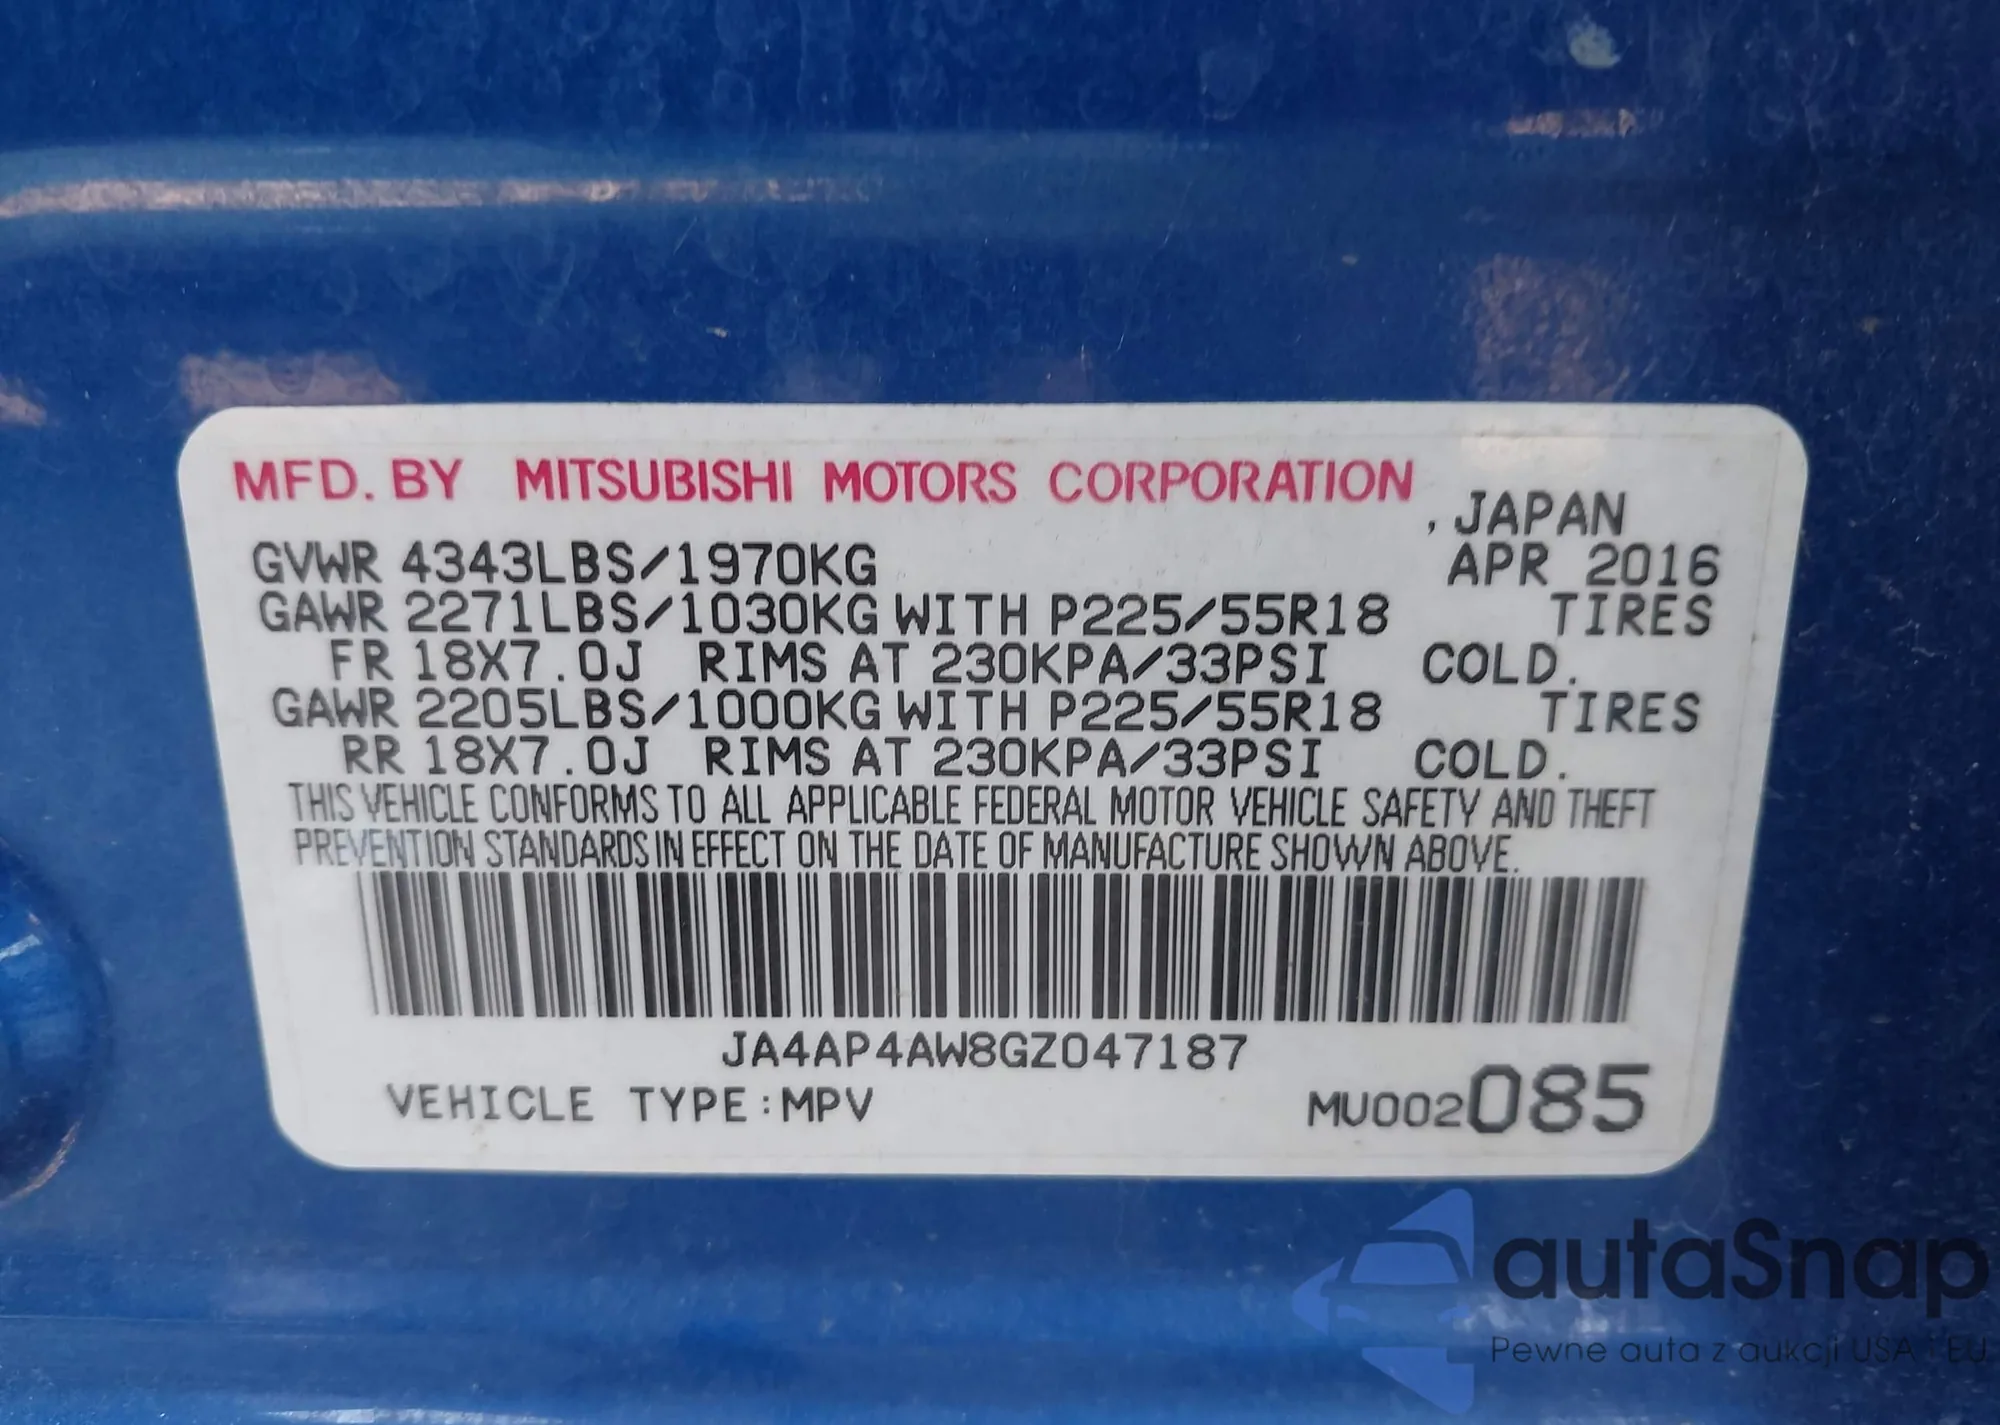 MFD. BY MITSUBISHI MOTORS CORPORATION
, JAPAN
GVWR 4343LBS/1970KG APR 2016
GAWR 2271LBS/1030KG WITH P225/55R18 TIRES
FR 18X7.0J RIMS AT 230KPA/33PSI COLD.
GAWR 2205LBS/1000KG WITH P225/55R18 TIRES
RR 18X7.0J RIMS AT 230KPA/33PSI COLD.
THIS VEHICLE CONFORMS TO ALL APPLICABLE FEDERAL MOTOR VEHICLE SAFETY AND THEFT
PREVENTION STANDARDS IN EFFECT ON THE DATE OF MANUFACTURE SHOWN ABOVE.
JA4AP4AW8GZ047187
VEHICLE TYPE:MPV MU002085
autaSnap
Pewne auta z aukcji USA i EU